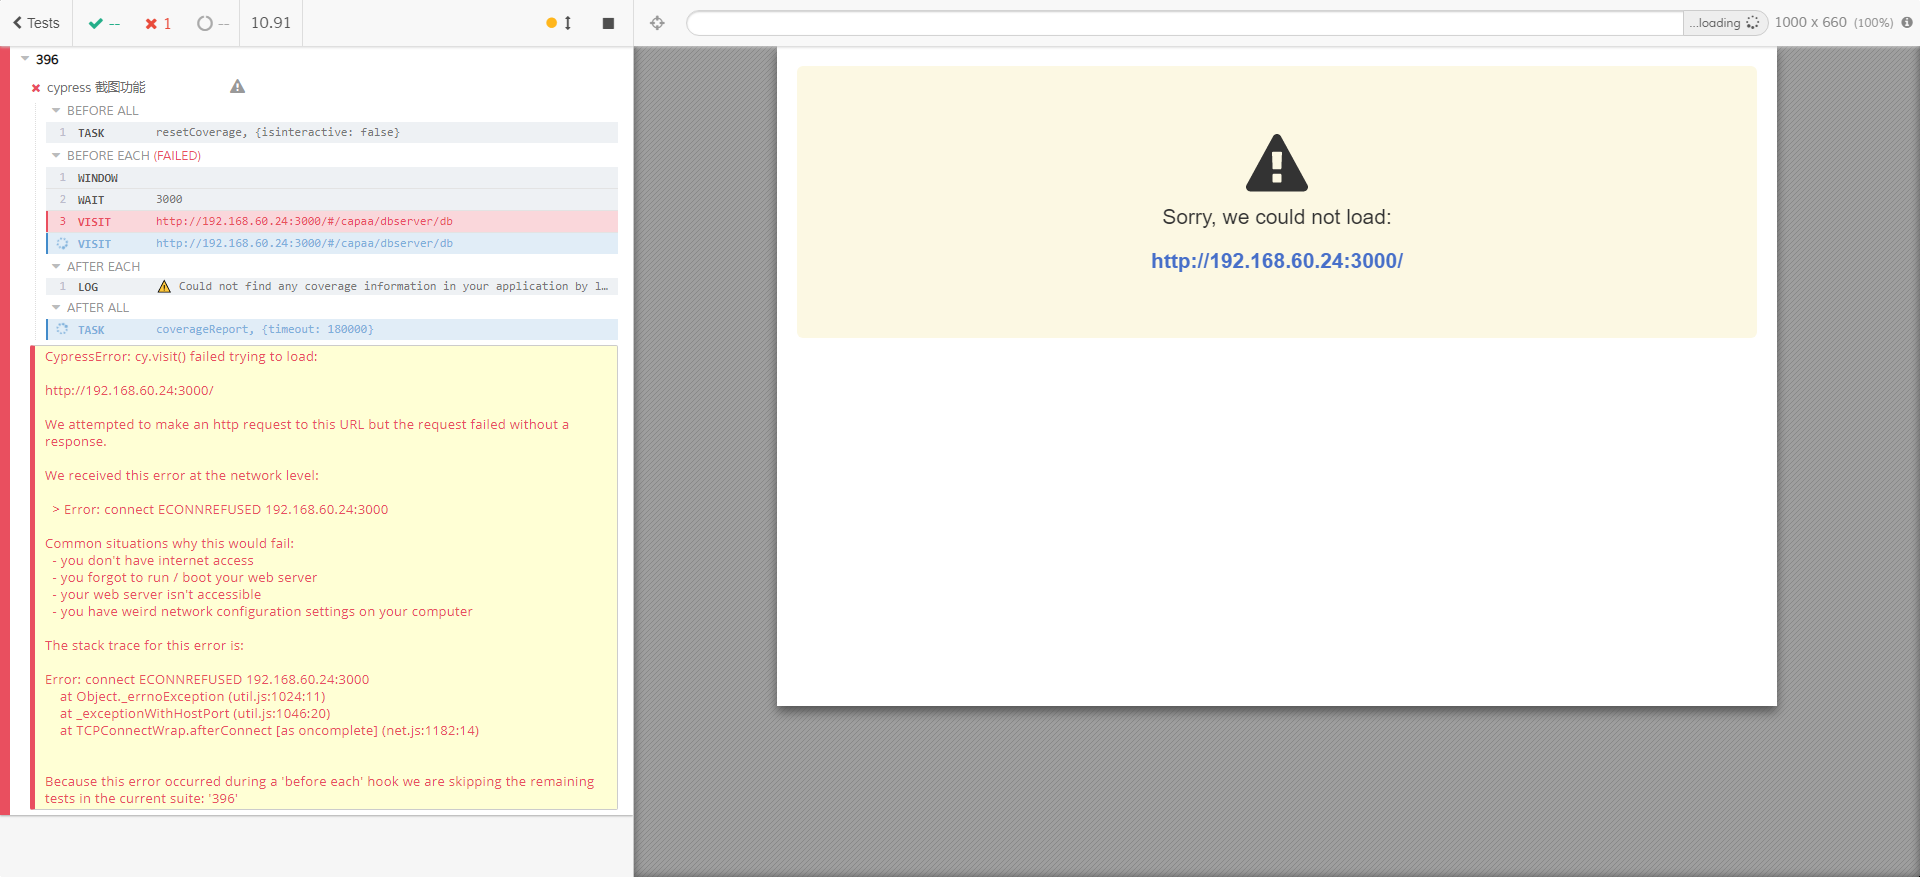 Tests
--
1
--
10.91
...loading
1000 x 660 (100%)
396
cypress 截图功能
BEFORE ALL
1 TASK resetCoverage, {isinteractive: false}
BEFORE EACH (FAILED)
1 WINDOW
2 WAIT 3000
3 VISIT http://192.168.60.24:3000/#/capaa/dbserver/db
VISIT http://192.168.60.24:3000/#/capaa/dbserver/db
AFTER EACH
1 LOG Could not find any coverage information in your application by l…
AFTER ALL
TASK coverageReport, {timeout: 180000}
CypressError: cy.visit() failed trying to load:
http://192.168.60.24:3000/
We attempted to make an http request to this URL but the request failed without a
response.
We received this error at the network level:
> Error: connect ECONNREFUSED 192.168.60.24:3000
Common situations why this would fail:
- you don't have internet access
- you forgot to run / boot your web server
- your web server isn't accessible
- you have weird network configuration settings on your computer
The stack trace for this error is:
Error: connect ECONNREFUSED 192.168.60.24:3000
at Object._errnoException (util.js:1024:11)
at _exceptionWithHostPort (util.js:1046:20)
at TCPConnectWrap.afterConnect [as oncomplete] (net.js:1182:14)
Because this error occurred during a 'before each' hook we are skipping the remaining
tests in the current suite: '396'
Sorry, we could not load:
http://192.168.60.24:3000/